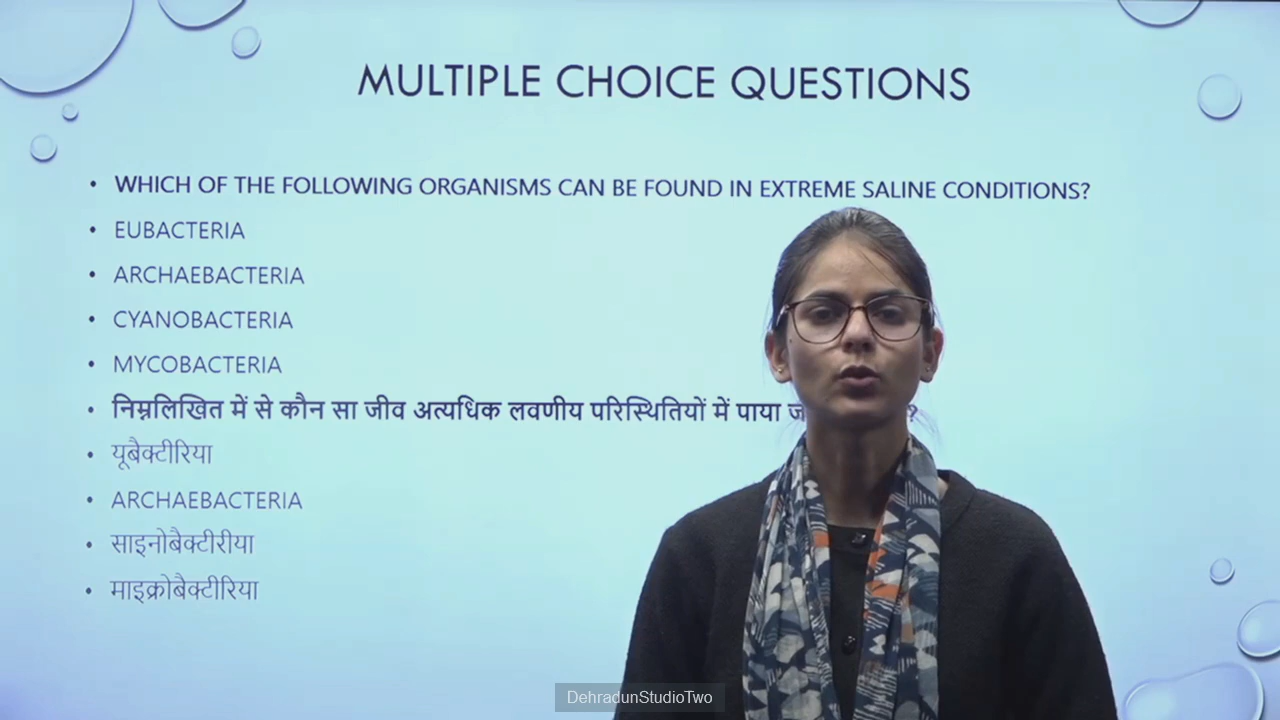 MULTIPLE CHOICE QUESTIONS
• WHICH OF THE FOLLOWING ORGANISMS CAN BE FOUND IN EXTREME SALINE CONDITIONS?
• EUBACTERIA
• ARCHAEBACTERIA
• CYANOBACTERIA
• MYCOBACTERIA
• निम्नलिखित में से कौन सा जीव अत्यधिक लवणीय परिस्थितियों में पाया ?
• यूबैक्टीरिया
• ARCHAEBACTERIA
• साइनोबैक्टीरीया
• माइक्रोबैक्टीरिया
DehradunStudioTwo